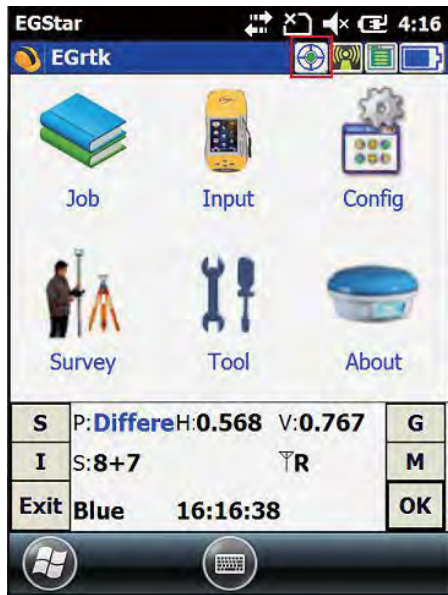 EGStar 4:16
EGrtk
Job Input Config
Survey Tool About
S P:DiffereH:0.568 V:0.767 G
I S:8+7 R M
Exit Blue 16:16:38 OK